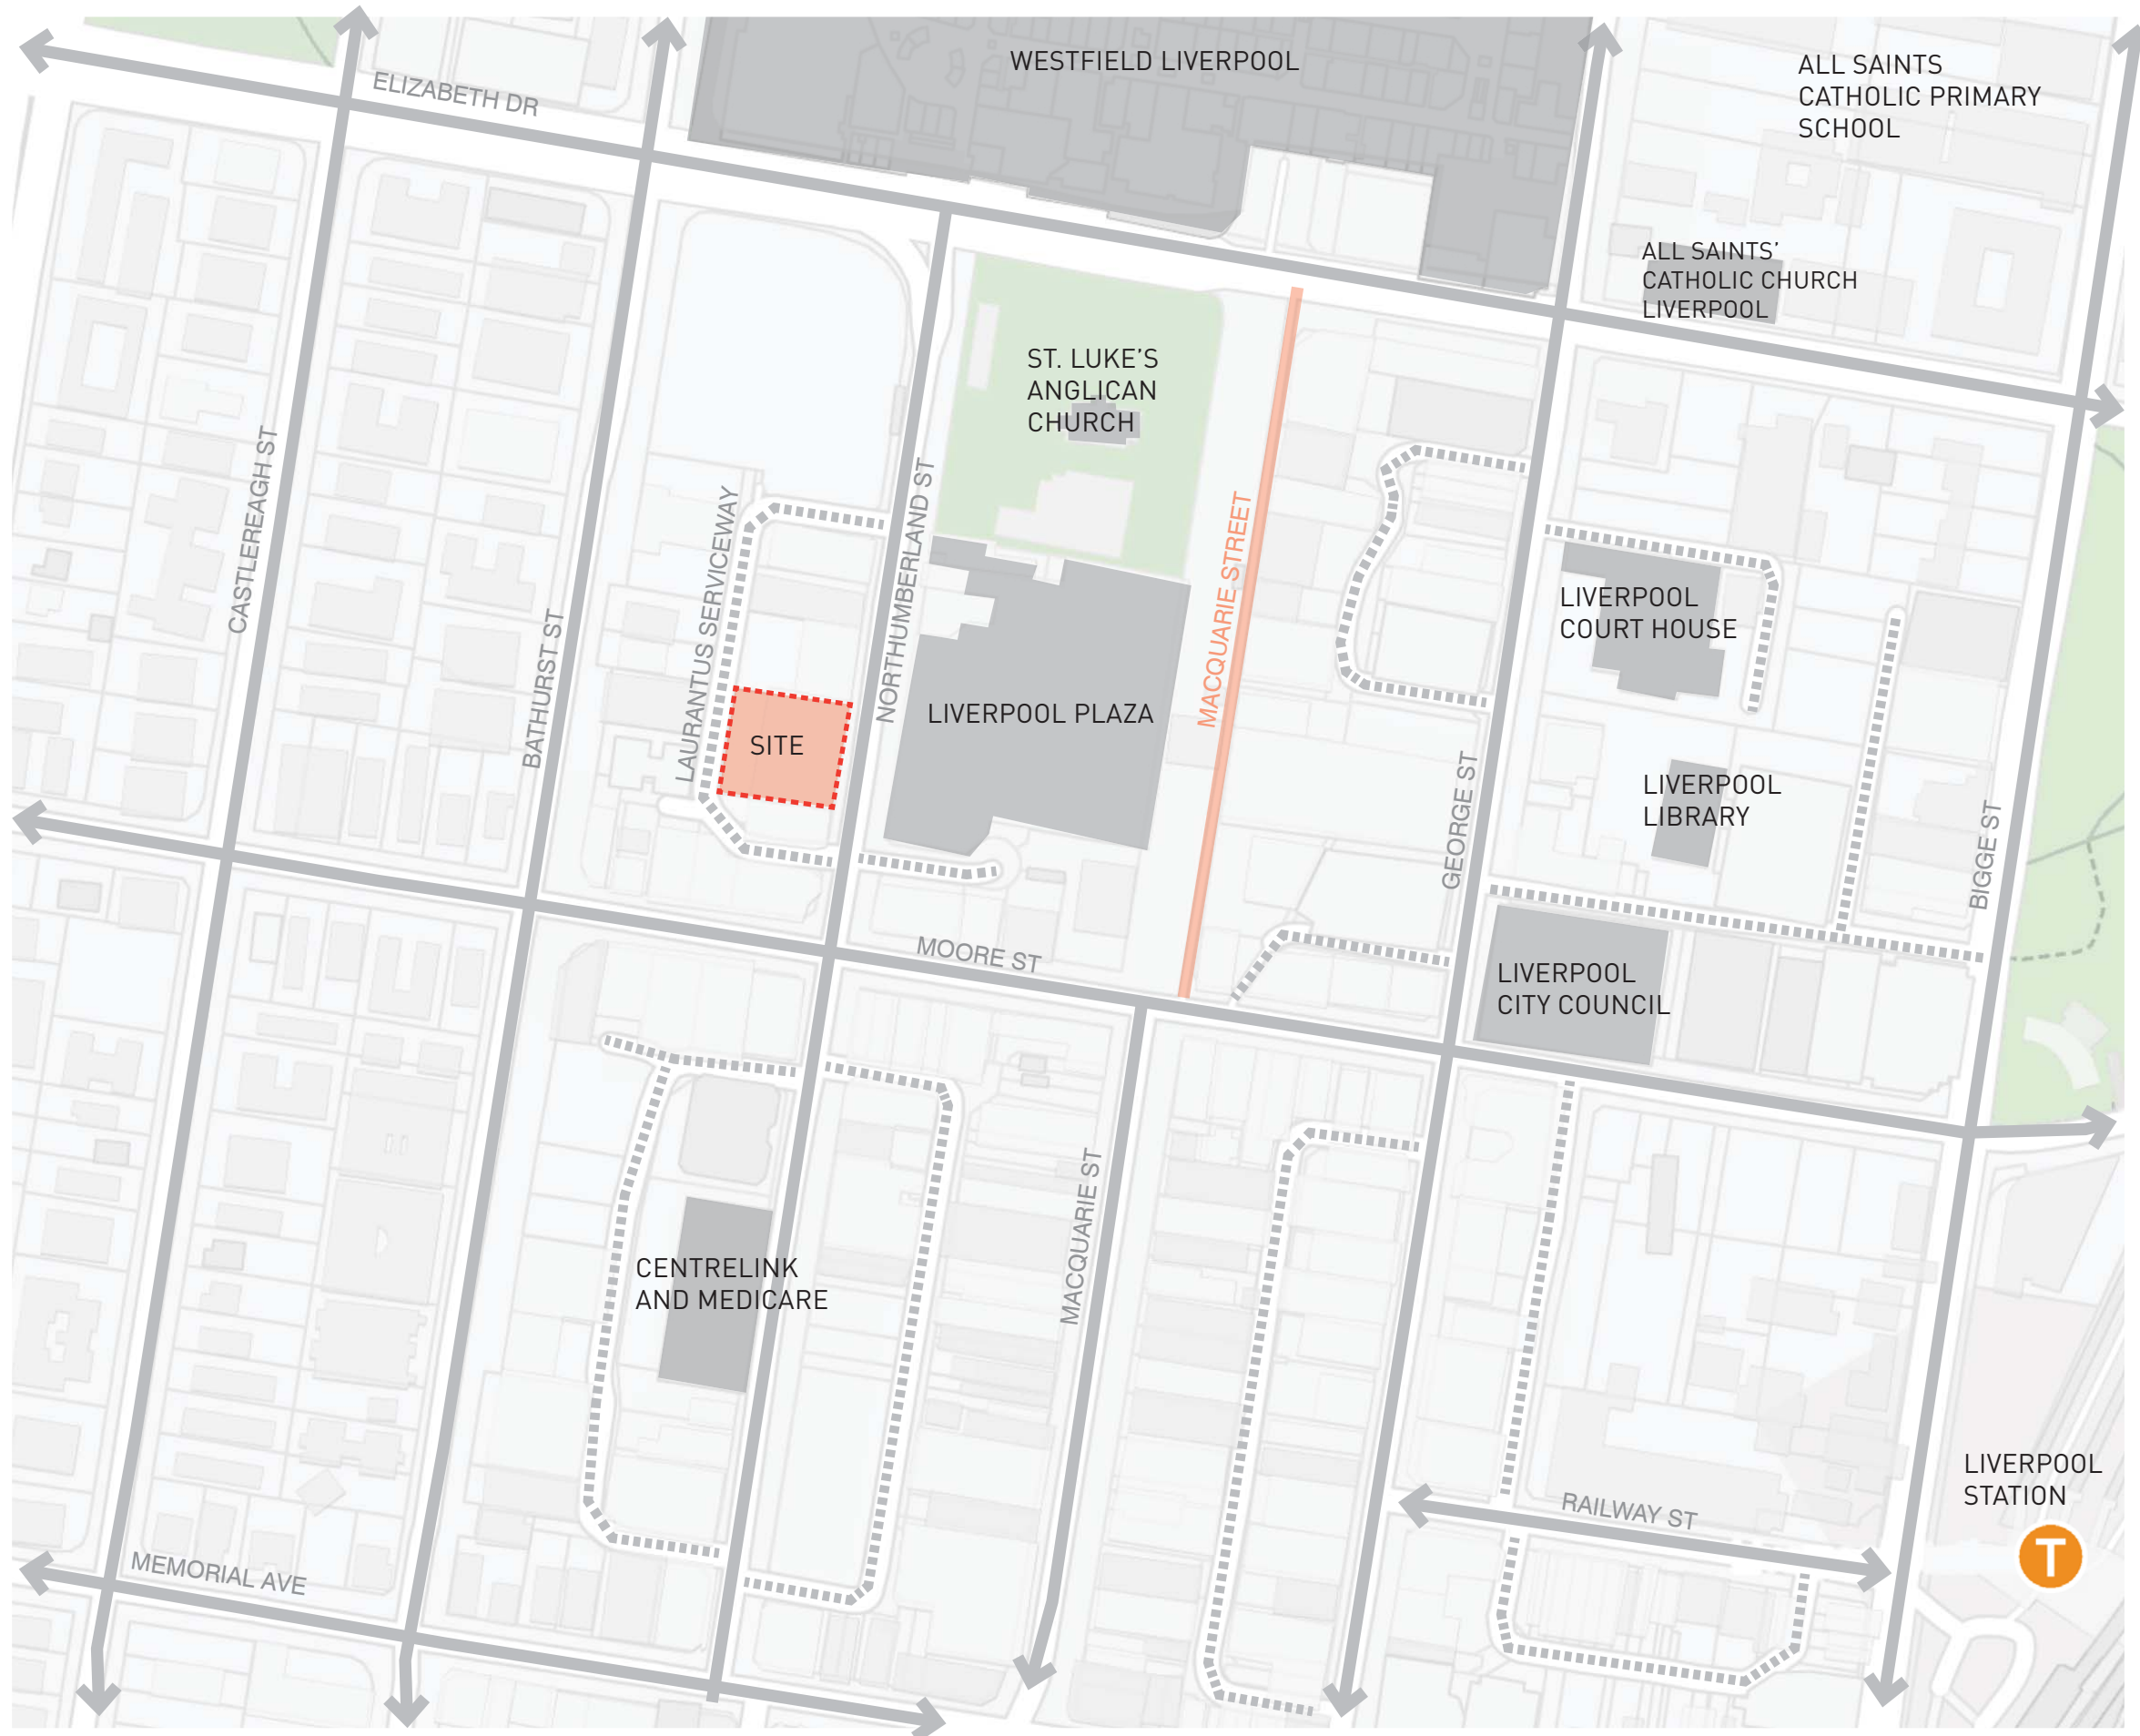 WESTFIELD LIVERPOOL
ALL SAINTS
CATHOLIC PRIMARY
SCHOOL
ELIZABETH DR
ALL SAINTS'
CATHOLIC CHURCH
LIVERPOOL
ST. LUKE'S
ANGLICAN
CHURCH
CASTLEREAGH ST
BATHURST ST
LAURANTUS SERVICEWAY
NORTHUMBERLAND ST
MACQUARIE STREET
LIVERPOOL
COURT HOUSE
SITE
LIVERPOOL PLAZA
GEORGE ST
LIVERPOOL
LIBRARY
BIGGE ST
MOORE ST
LIVERPOOL
CITY COUNCIL
MACQUARIE ST
CENTRELINK
AND MEDICARE
RAILWAY ST
LIVERPOOL
STATION
T
MEMORIAL AVE